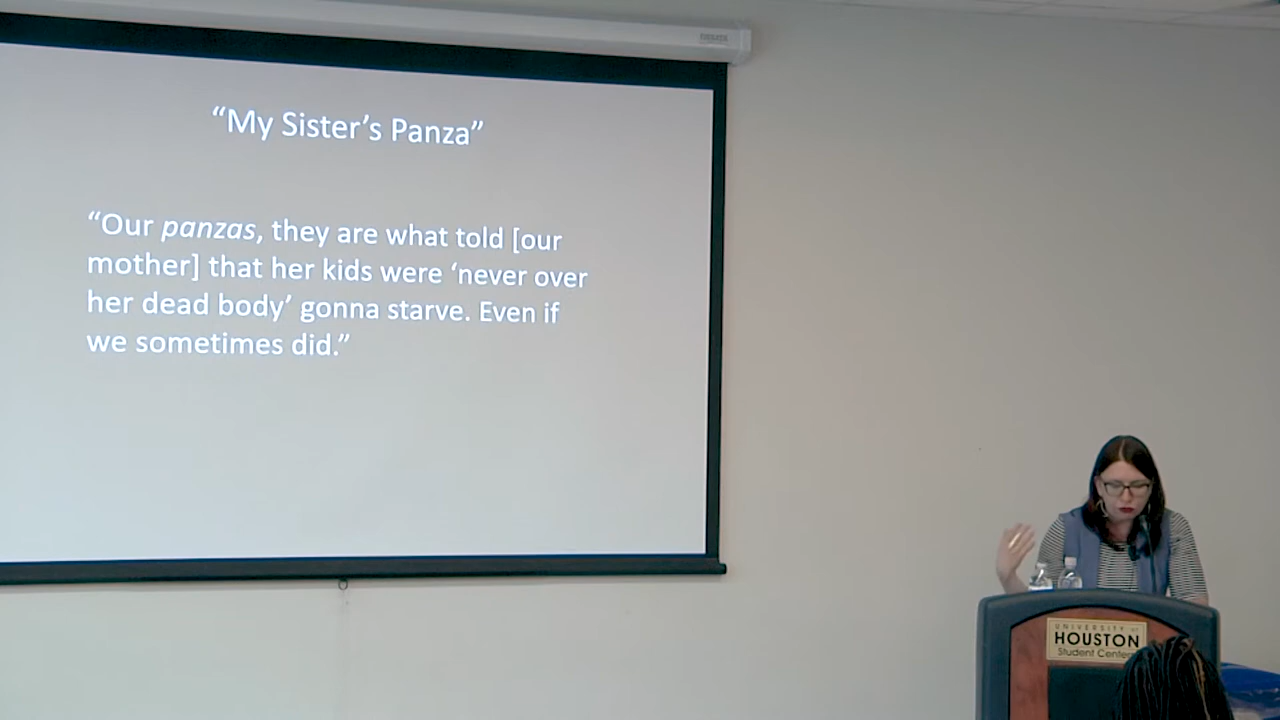 “My Sister’s Panza”
“Our panzas, they are what told [our
mother] that her kids were ‘never over
her dead body’ gonna starve. Even if
we sometimes did.”
UNIVERSITY of
HOUSTON
Student Center